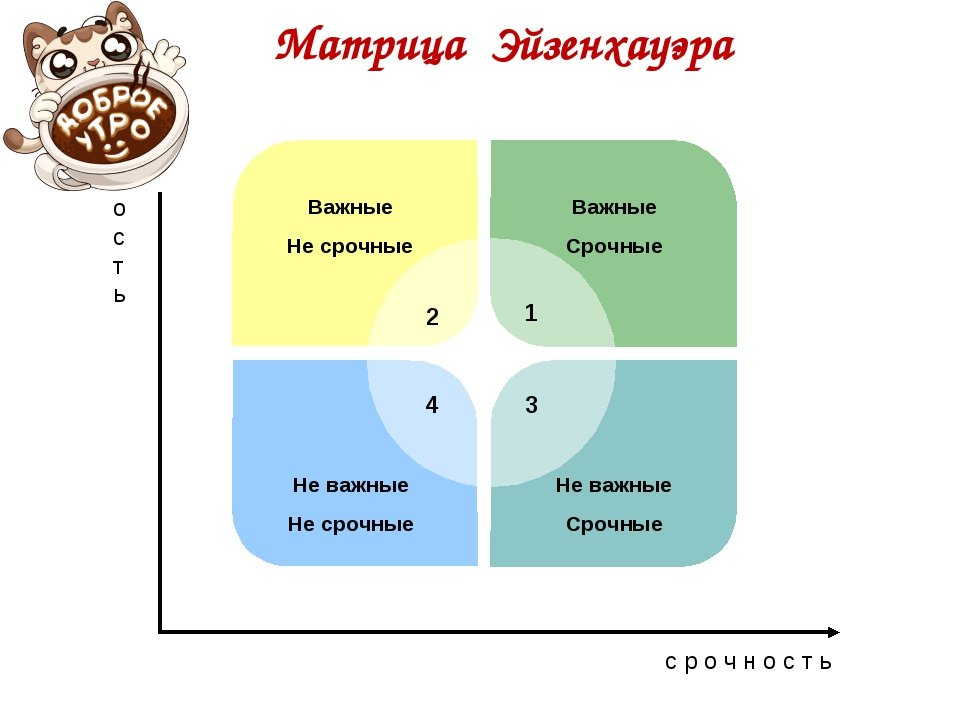 Матрица Эйзенхауэра
ДОБРОЕ
УТРО
о
с
т
ь
Важные
Не срочные
2
Важные
Срочные
1
4
Не важные
Не срочные
3
Не важные
Срочные
срочность